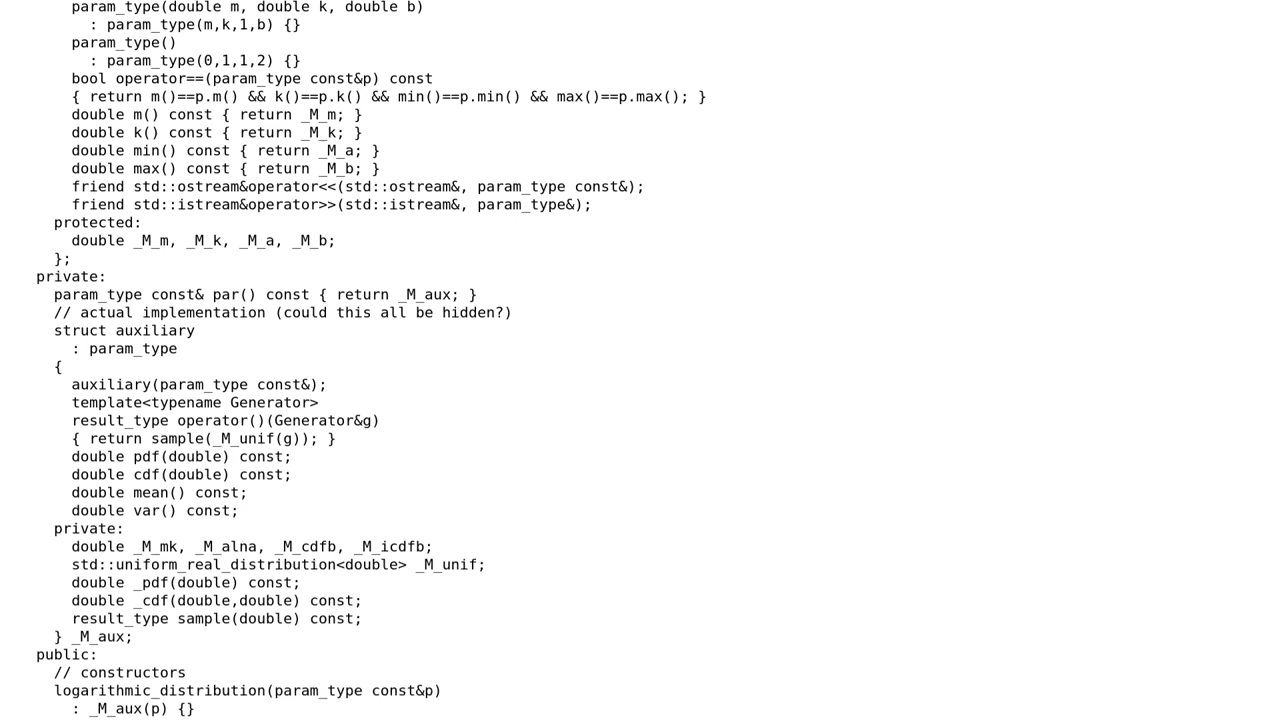 param_type(double m, double k, double b)
: param_type(m,k,1,b) {}
param_type()
: param_type(0,1,1,2) {}
bool operator==(param_type const&p) const
{ return m()==p.m() && k()==p.k() && min()==p.min() && max()==p.max(); }
double m() const { return _M_m; }
double k() const { return _M_k; }
double min() const { return _M_a; }
double max() const { return _M_b; }
friend std::ostream&operator<<(std::ostream&, param_type const&);
friend std::istream&operator>>(std::istream&, param_type&);
protected:
double _M_m, _M_k, _M_a, _M_b;
};
private:
param_type const& par() const { return _M_aux; }
// actual implementation (could this all be hidden?)
struct auxiliary
: param_type
{
auxiliary(param_type const&);
template<typename Generator>
result_type operator()(Generator&g)
{ return sample(_M_unif(g)); }
double pdf(double) const;
double cdf(double) const;
double mean() const;
double var() const;
private:
double _M_mk, _M_alna, _M_cdfb, _M_icdfb;
std::uniform_real_distribution<double> _M_unif;
double _pdf(double) const;
double _cdf(double,double) const;
result_type sample(double) const;
} _M_aux;
public:
// constructors
logarithmic_distribution(param_type const&p)
: _M_aux(p) {}